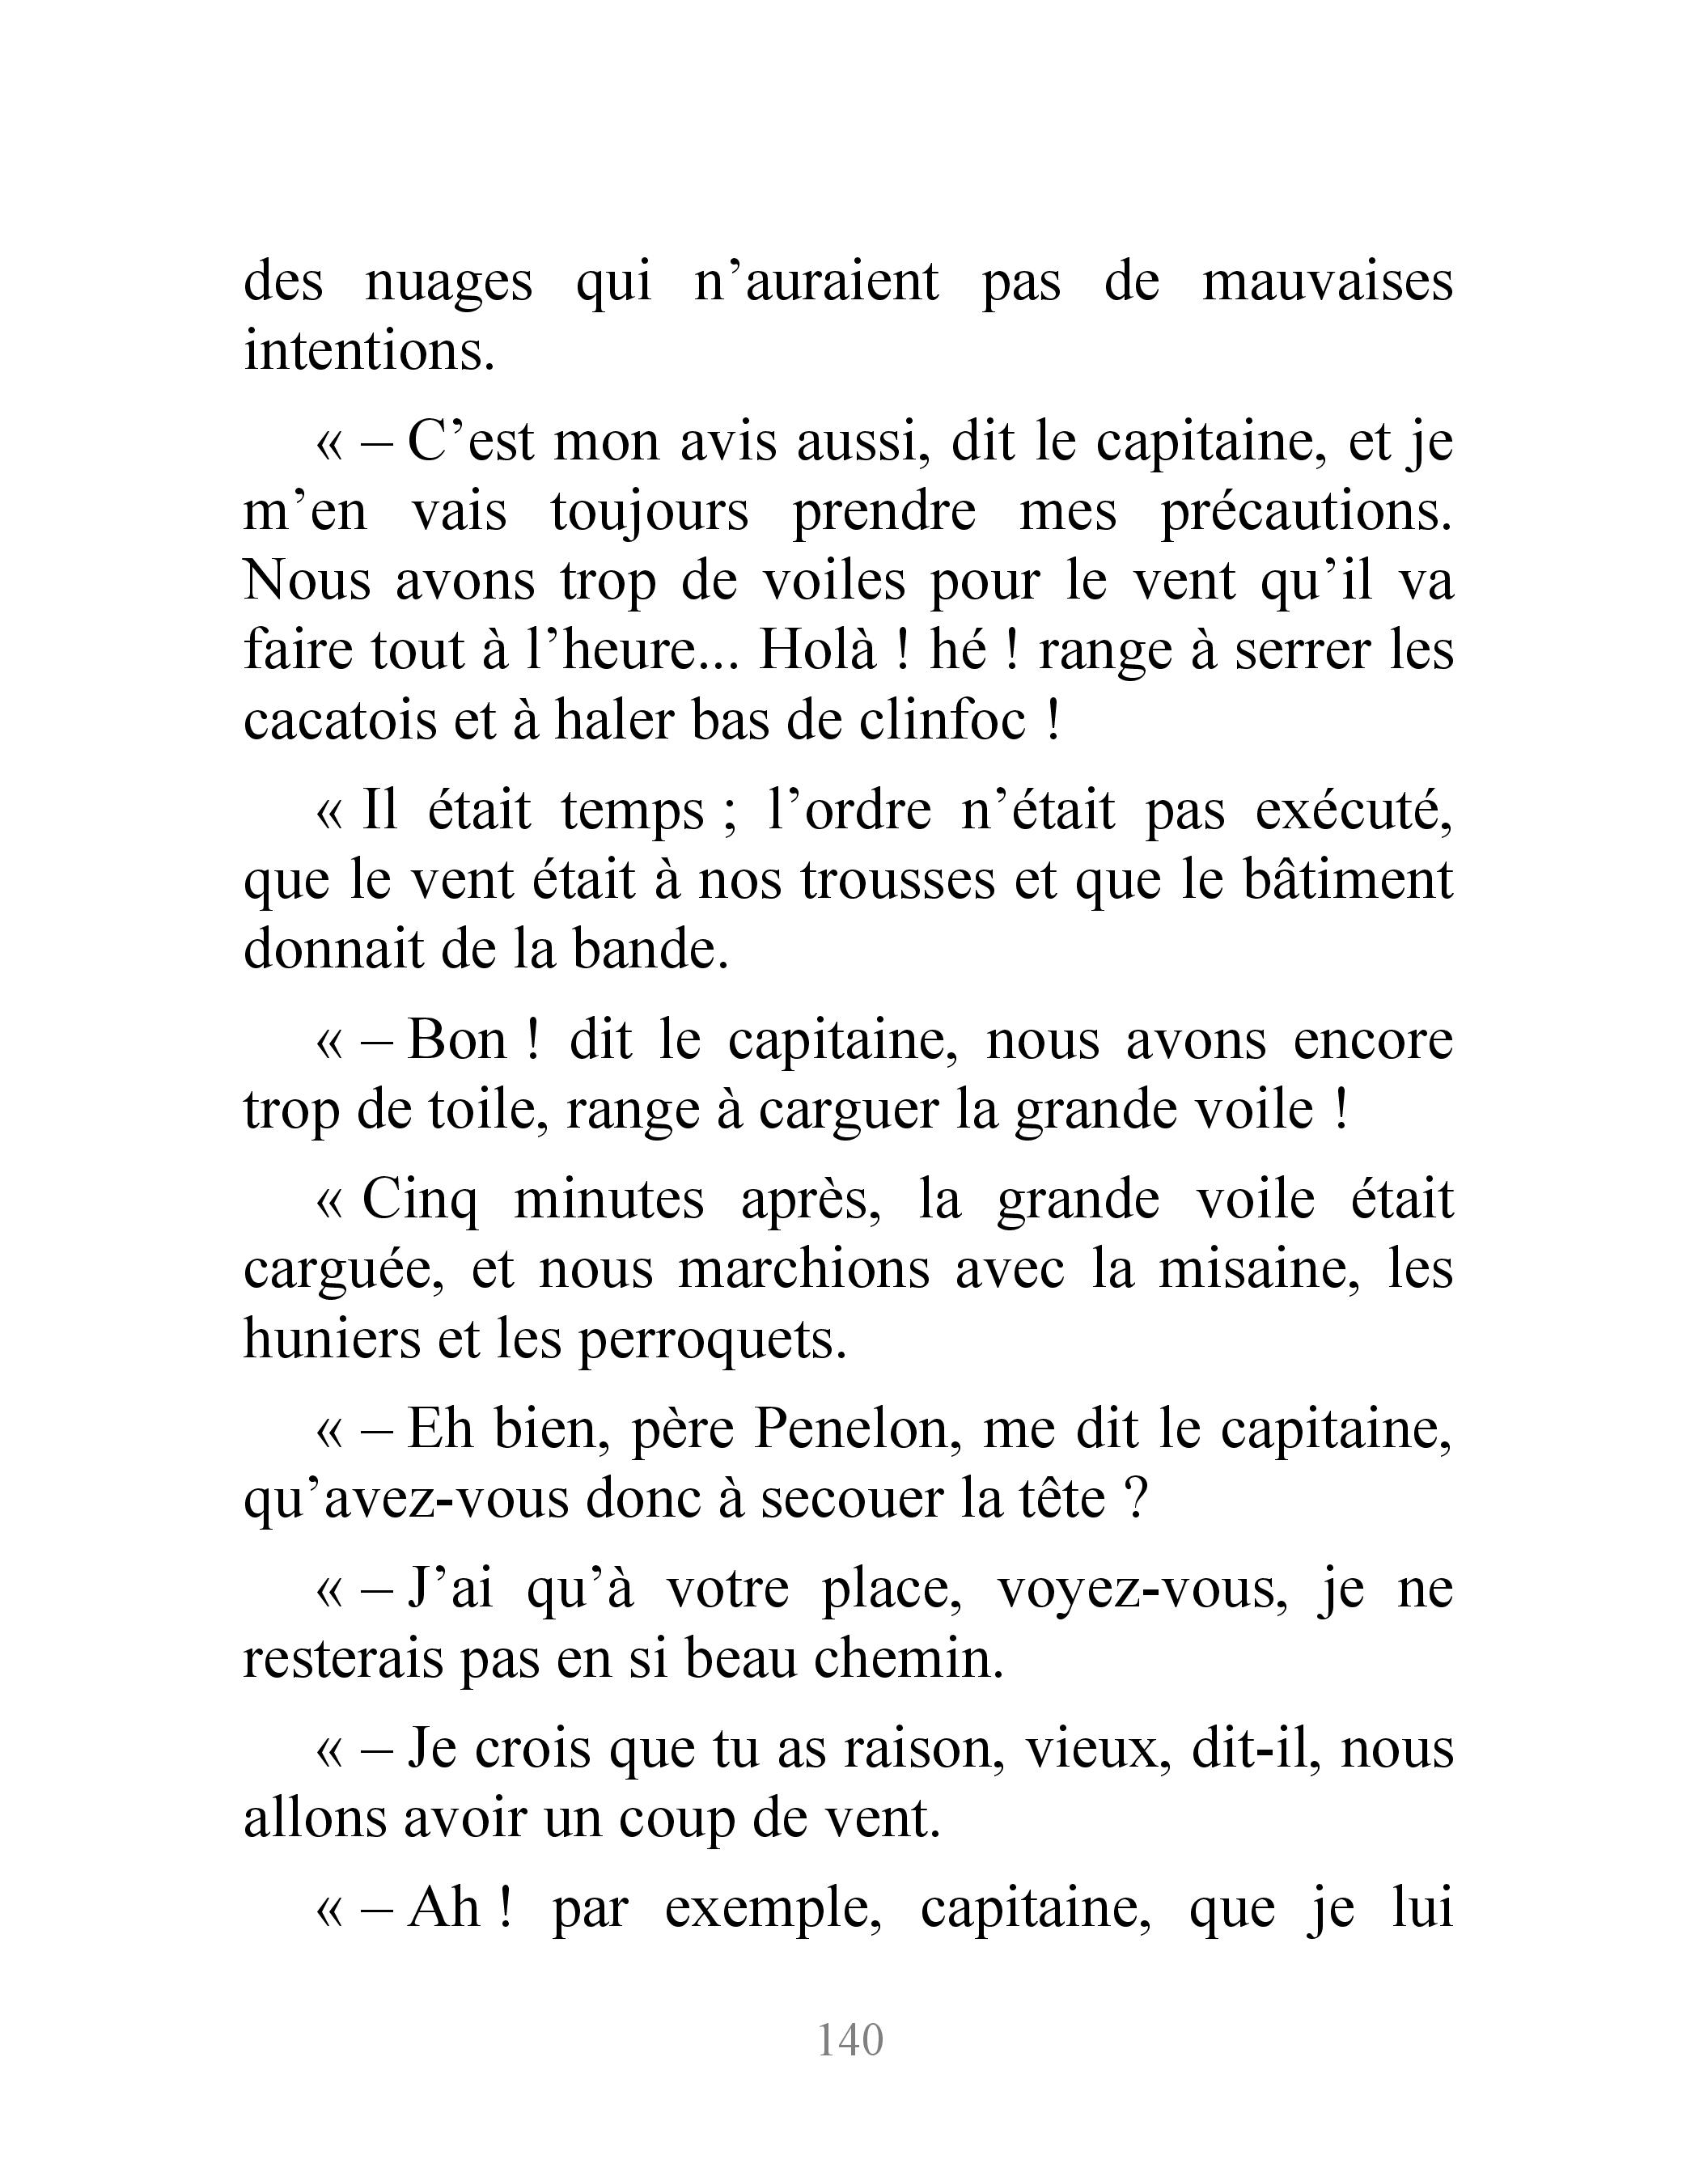 des nuages qui n’auraient pas de mauvaises
intentions.
« – C’est mon avis aussi, dit le capitaine, et je
m’en vais toujours prendre mes précautions.
Nous avons trop de voiles pour le vent qu’il va
faire tout à l’heure... Holà ! hé ! range à serrer les
cacatois et à haler bas de clinfoc !
« Il était temps ; l’ordre n’était pas exécuté,
que le vent était à nos trousses et que le bâtiment
donnait de la bande.
« – Bon ! dit le capitaine, nous avons encore
trop de toile, range à carguer la grande voile !
« Cinq minutes après, la grande voile était
carguée, et nous marchions avec la misaine, les
huniers et les perroquets.
« – Eh bien, père Penelon, me dit le capitaine,
qu’avez-vous donc à secouer la tête ?
« – J’ai qu’à votre place, voyez-vous, je ne
resterais pas en si beau chemin.
« – Je crois que tu as raison, vieux, dit-il, nous
allons avoir un coup de vent.
« – Ah ! par exemple, capitaine, que je lui
140